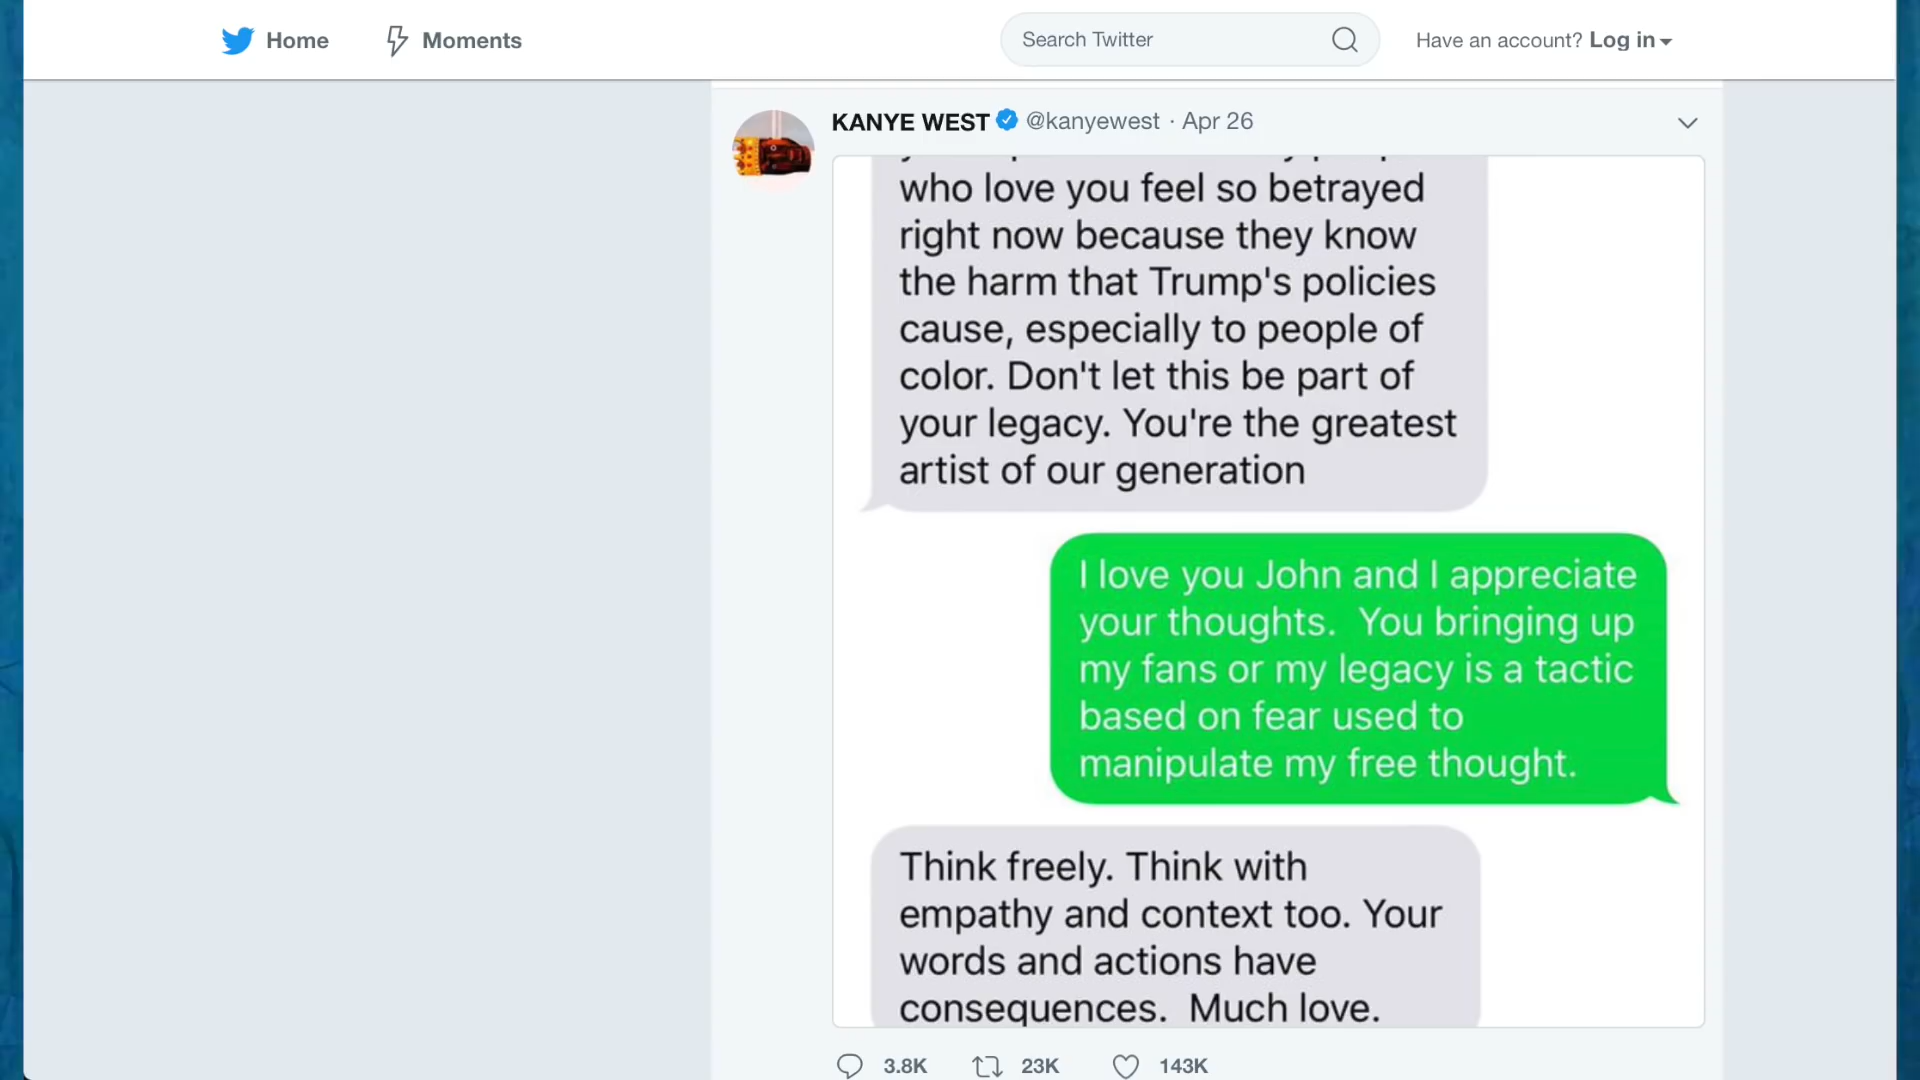 Home
Moments
Search Twitter
Have an account? Log in
KANYE WEST @kanyewest · Apr 26
who love you feel so betrayed
right now because they know
the harm that Trump's policies
cause, especially to people of
color. Don't let this be part of
your legacy. You're the greatest
artist of our generation
I love you John and I appreciate
your thoughts.  You bringing up
my fans or my legacy is a tactic
based on fear used to
manipulate my free thought.
Think freely. Think with
empathy and context too. Your
words and actions have
consequences.  Much love.
3.8K
23K
143K